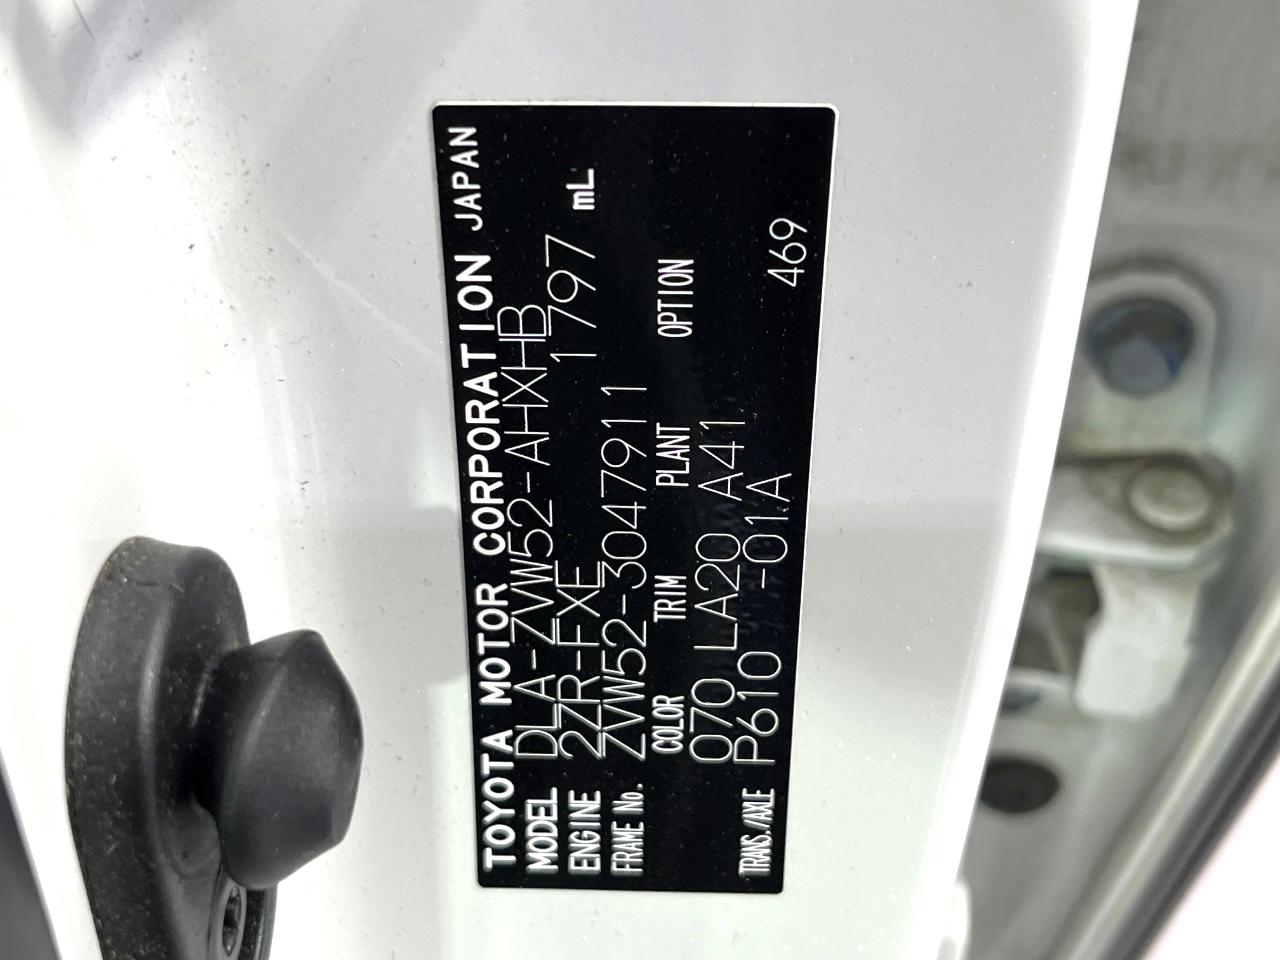 TOYOTA MOTOR CORPORATION JAPAN
MODEL DLA-ZVW52-AHXHB
ENGINE 2ZR-FXE 1797 mL
FRAME No. ZVW52-3047911
COLOR TRIM PLANT OPTION
070 LA20 A41
TRANS./AXLE P610 -01A 469